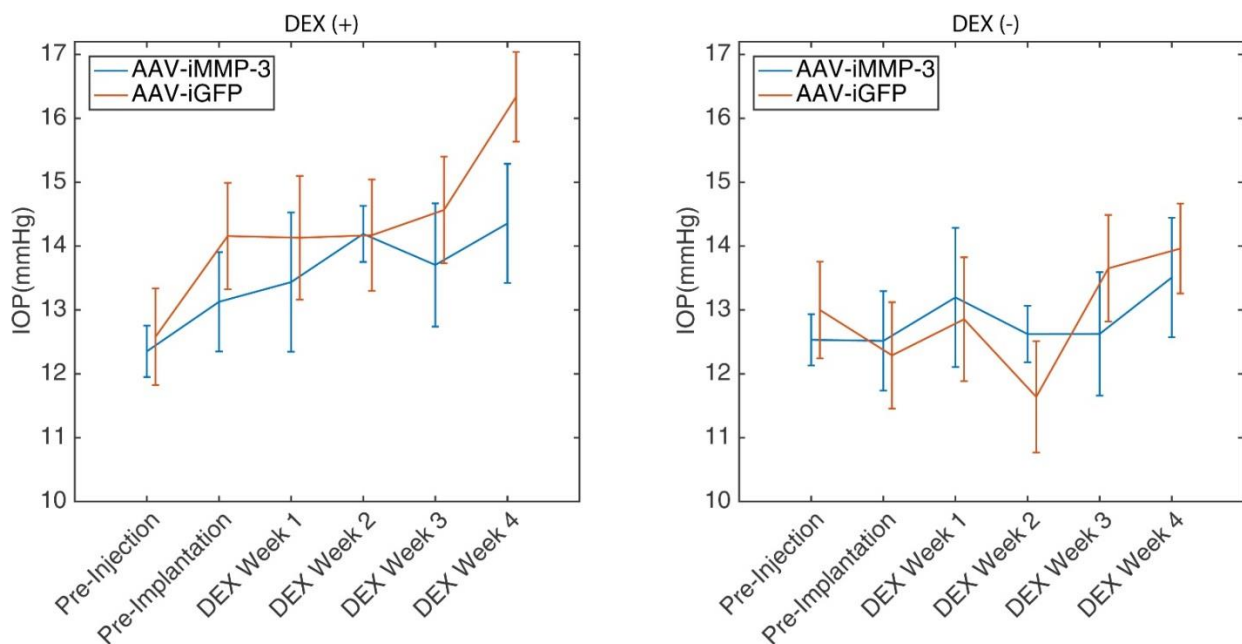 DEX (+)
17
16
15
14
13
12
11
10
IOP(mmHg)
AAV-iMMP-3
AAV-iGFP
Pre-Injection
Pre-Implantation
DEX Week 1
DEX Week 2
DEX Week 3
DEX Week 4
DEX (-)
17
16
15
14
13
12
11
10
IOP(mmHg)
AAV-iMMP-3
AAV-iGFP
Pre-Injection
Pre-Implantation
DEX Week 1
DEX Week 2
DEX Week 3
DEX Week 4